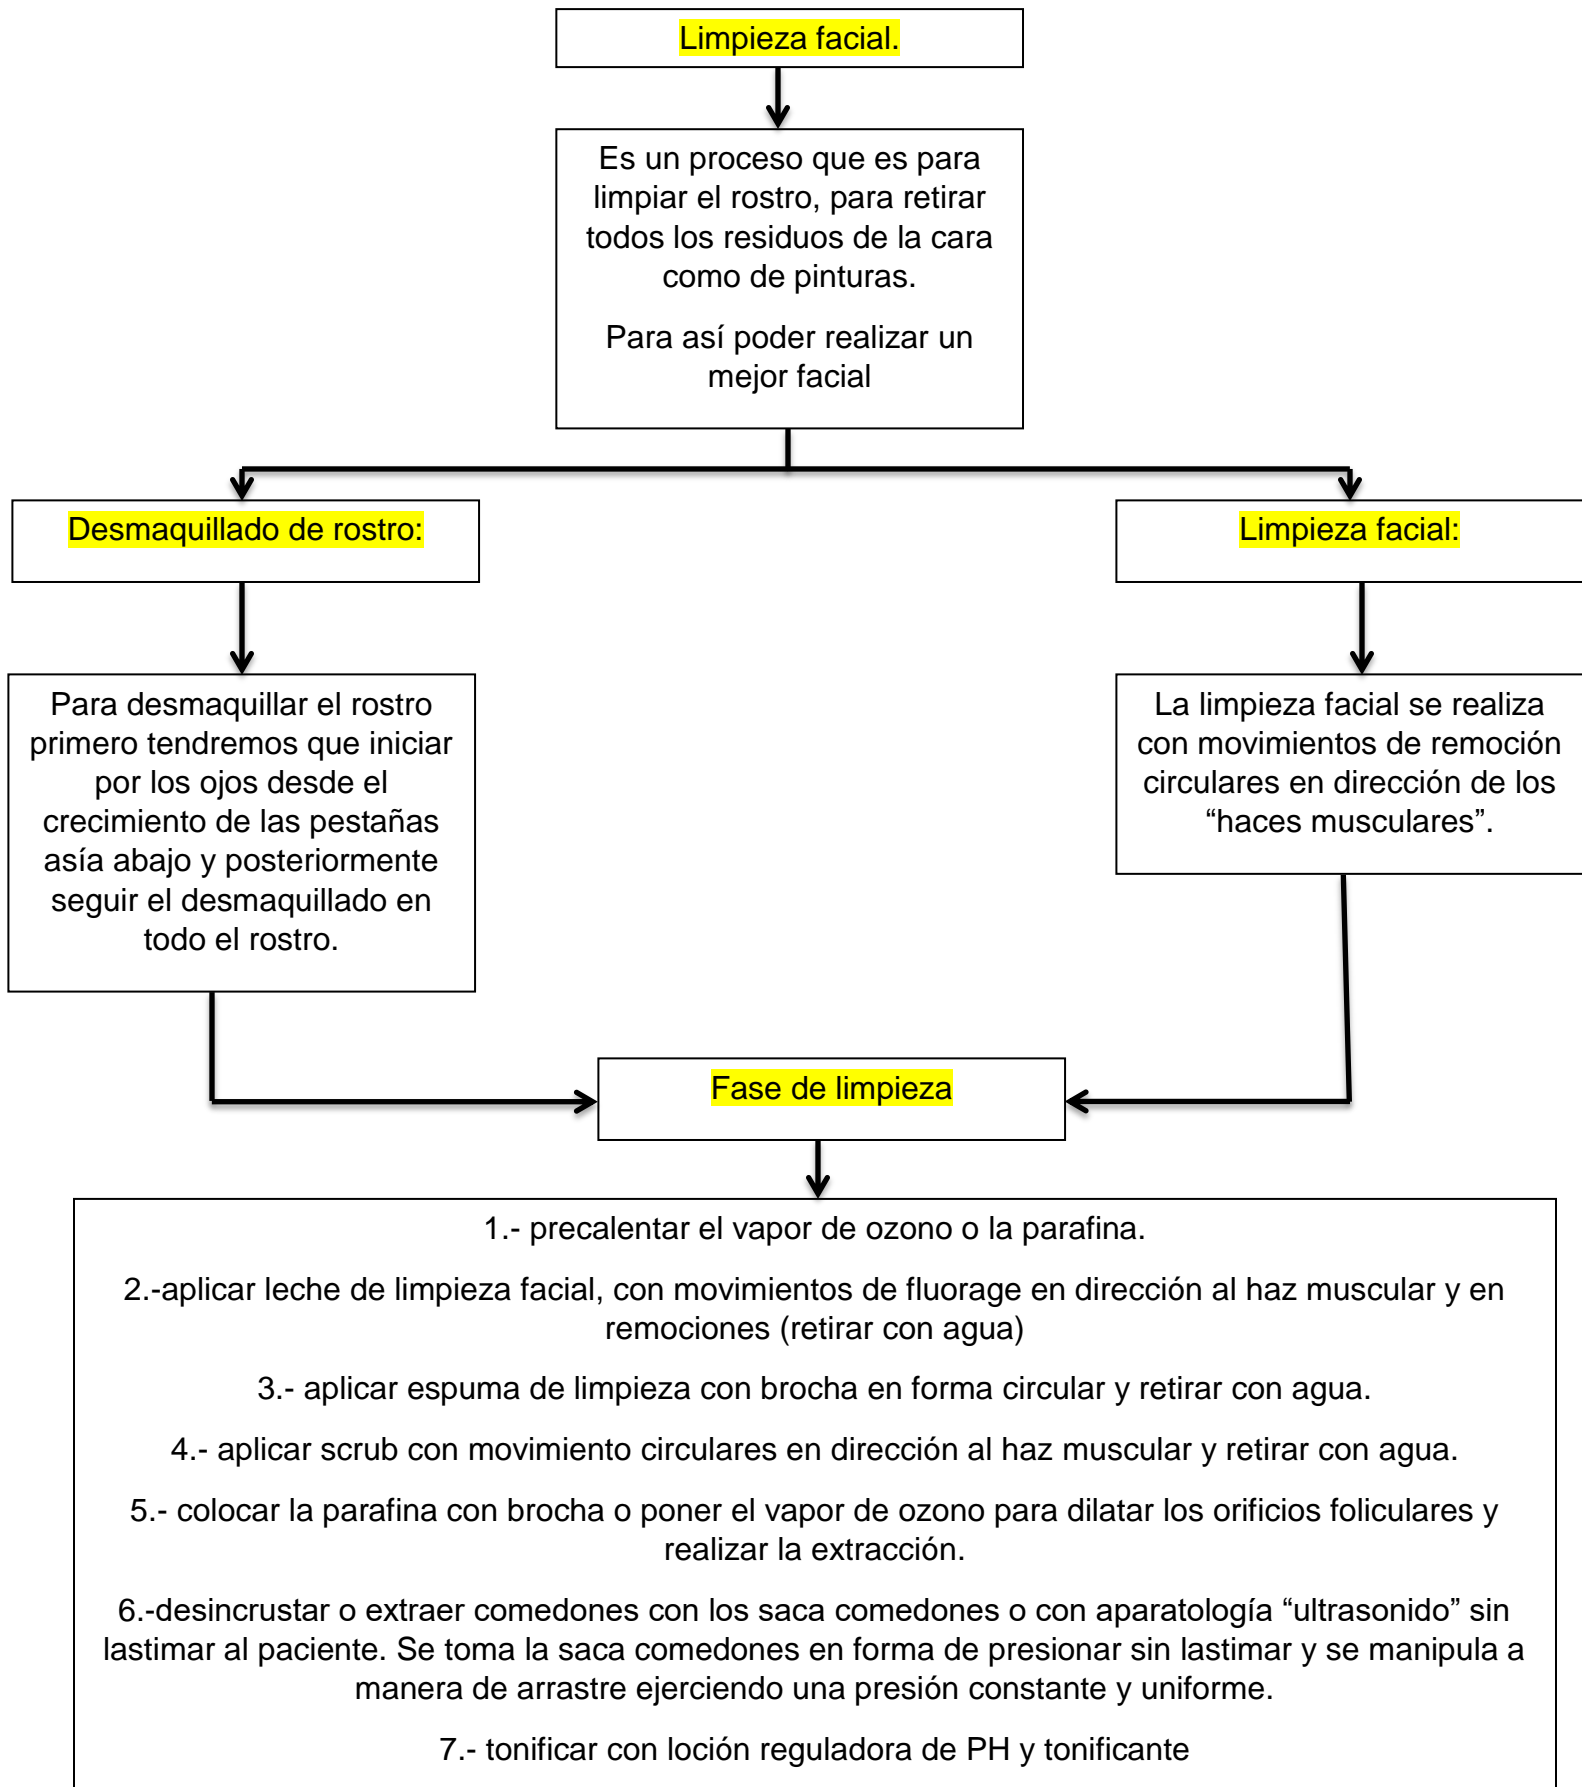 Limpieza facial.
Es un proceso que es para
limpiar el rostro, para retirar
todos los residuos de la cara
como de pinturas.
Para así poder realizar un
mejor facial
Desmaquillado de rostro:
Limpieza facial:
Para desmaquillar el rostro
primero tendremos que iniciar
por los ojos desde el
crecimiento de las pestañas
asía abajo y posteriormente
seguir el desmaquillado en
todo el rostro.
La limpieza facial se realiza
con movimientos de remoción
circulares en dirección de los
“haces musculares”.
Fase de limpieza
1.- precalentar el vapor de ozono o la parafina.
2.-aplicar leche de limpieza facial, con movimientos de fluorage en dirección al haz muscular y en
remociones (retirar con agua)
3.- aplicar espuma de limpieza con brocha en forma circular y retirar con agua.
4.- aplicar scrub con movimiento circulares en dirección al haz muscular y retirar con agua.
5.- colocar la parafina con brocha o poner el vapor de ozono para dilatar los orificios foliculares y
realizar la extracción.
6.-desincrustar o extraer comedones con los saca comedones o con aparatología “ultrasonido” sin
lastimar al paciente. Se toma la saca comedones en forma de presionar sin lastimar y se manipula a
manera de arrastre ejerciendo una presión constante y uniforme.
7.- tonificar con loción reguladora de PH y tonificante